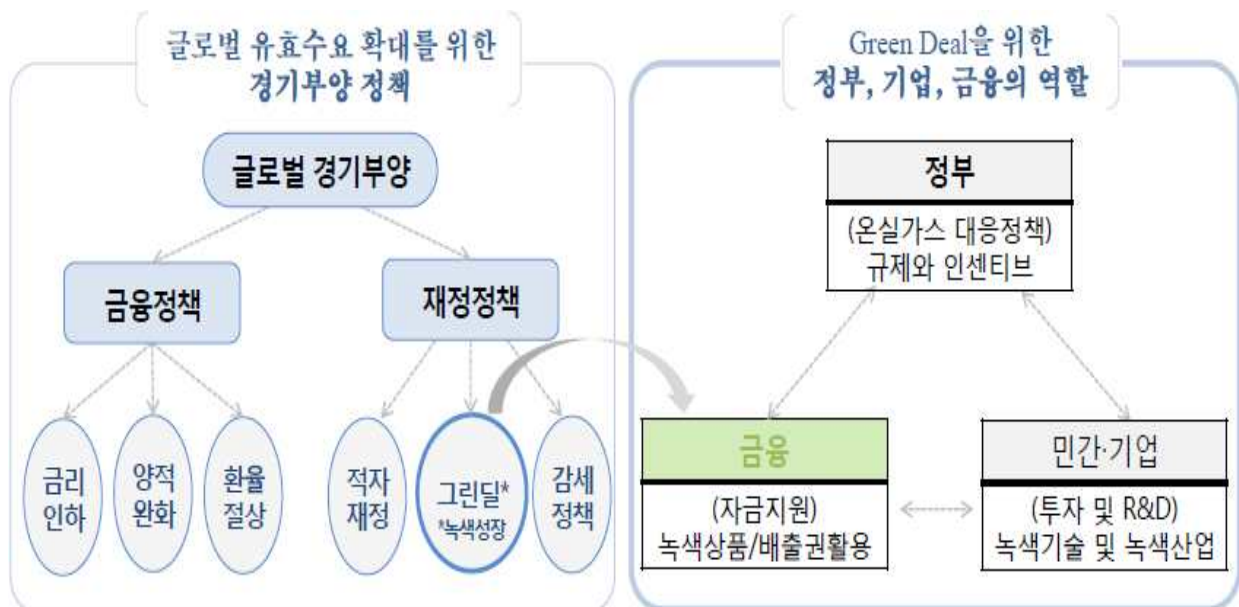 글로벌 유효수요 확대를 위한
경기부양 정책
글로벌 경기부양
금융정책
재정정책
금리
인하
양적
완화
환율
절상
적자
재정
그린딜*
*녹색성장
감세
정책
Green Deal을 위한
정부, 기업, 금융의 역할
정부
(온실가스 대응정책)
규제와 인센티브
금융
(자금지원)
녹색상품/배출권활용
민간·기업
(투자 및 R&D)
녹색기술 및 녹색산업